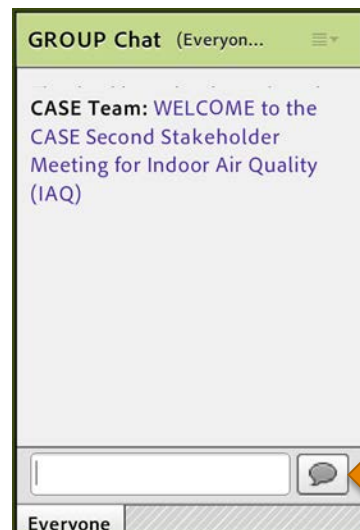 GROUP Chat (Everyon...
CASE Team: WELCOME to the
CASE Second Stakeholder
Meeting for Indoor Air Quality
(IAQ)
Everyone